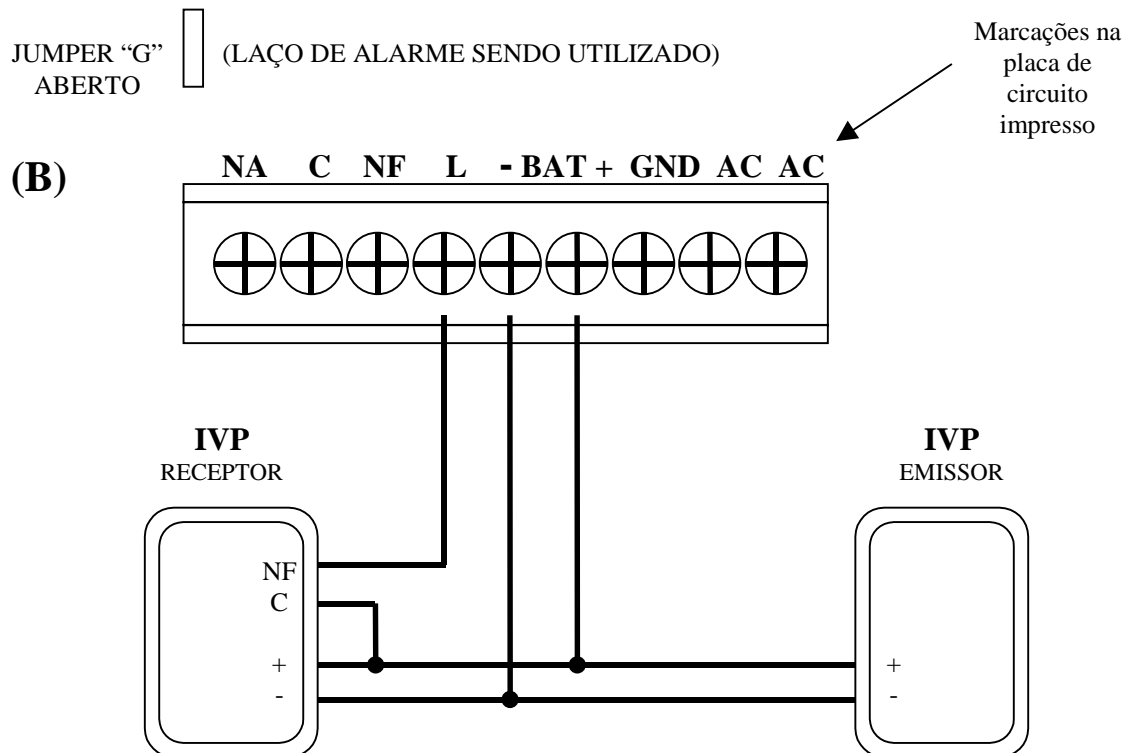 JUMPER “G”
ABERTO
(LAÇO DE ALARME SENDO UTILIZADO)
Marcações na
placa de
circuito
impresso
(B)
NA C NF L - BAT + GND AC AC
IVP
RECEPTOR
IVP
EMISSOR
NF
C
+
-
+
-